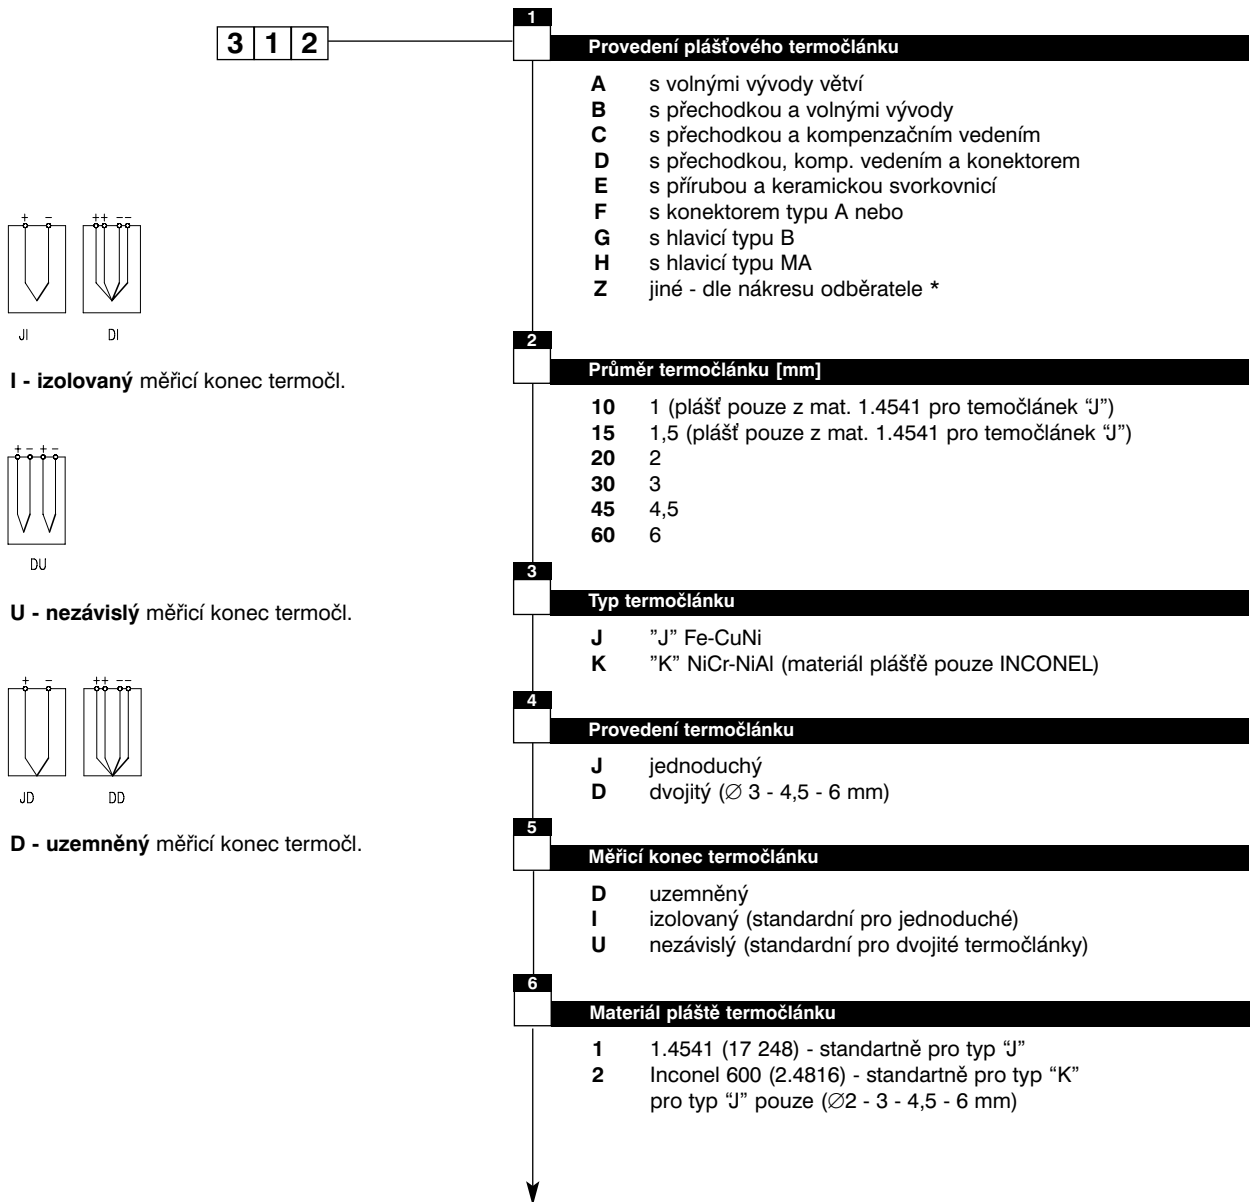 3 1 2
1
Provedení plášťového termočlánku
A s volnými vývody větví
B s přechodkou a volnými vývody
C s přechodkou a kompenzačním vedením
D s přechodkou, komp. vedením a konektorem
E s přírubou a keramickou svorkovnicí
F s konektorem typu A nebo
G s hlavicí typu B
H s hlavicí typu MA
Z jiné - dle nákresu odběratele *
+ - ++ --
JI DI
I - izolovaný měřicí konec termočl.
2
Průměr termočlánku [mm]
10 1 (plášť pouze z mat. 1.4541 pro temočlánek “J”)
15 1,5 (plášť pouze z mat. 1.4541 pro temočlánek “J”)
20 2
30 3
45 4,5
60 6
+ - + -
DU
U - nezávislý měřicí konec termočl.
3
Typ termočlánku
J ”J” Fe-CuNi
K ”K” NiCr-NiAl (materiál plášťě pouze INCONEL)
+ - ++ --
JD DD
D - uzemněný měřicí konec termočl.
4
Provedení termočlánku
J jednoduchý
D dvojitý (∅ 3 - 4,5 - 6 mm)
5
Měřicí konec termočlánku
D uzemněný
I izolovaný (standardní pro jednoduché)
U nezávislý (standardní pro dvojité termočlánky)
6
Materiál pláště termočlánku
1 1.4541 (17 248) - standartně pro typ “J”
2 Inconel 600 (2.4816) - standartně pro typ “K”
pro typ “J” pouze (∅2 - 3 - 4,5 - 6 mm)